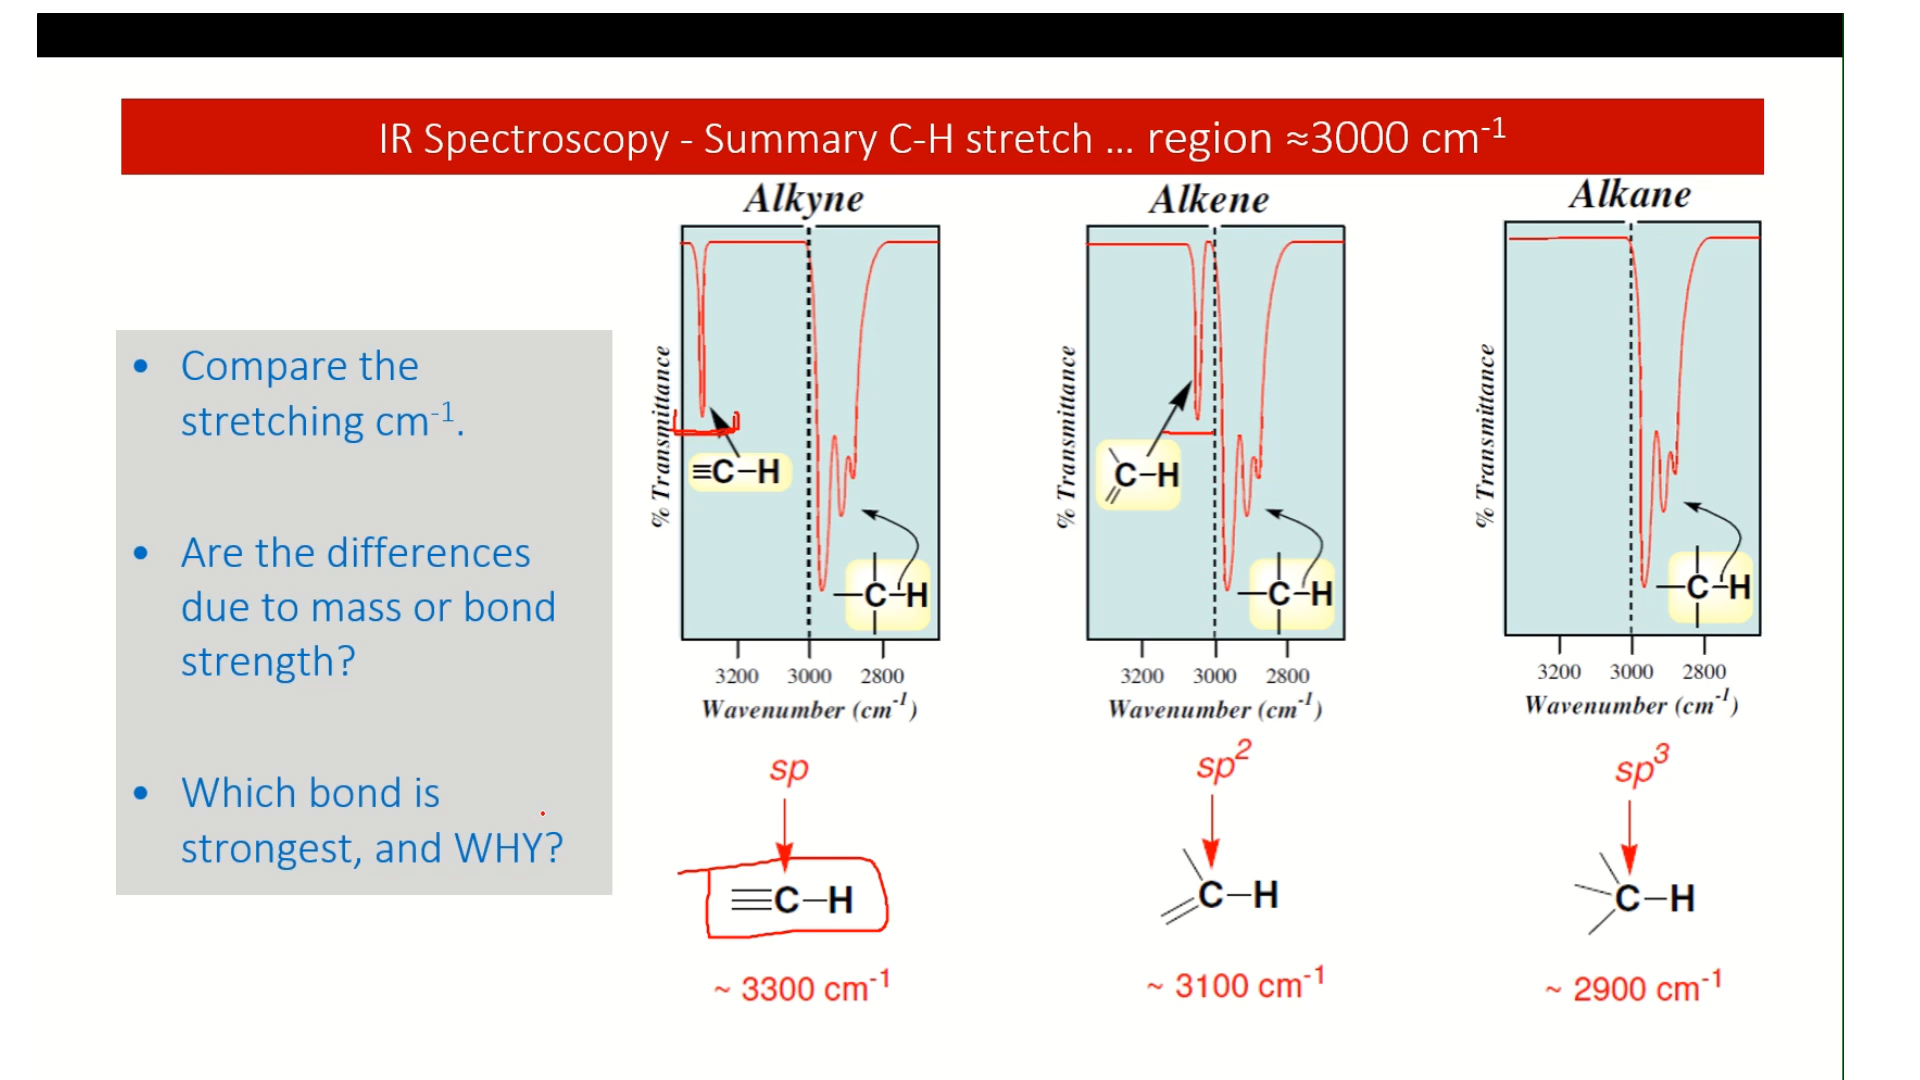 IR Spectroscopy - Summary C-H stretch ... region ≈3000 cm-1
• Compare the
stretching cm-1.
• Are the differences
due to mass or bond
strength?
• Which bond is
strongest, and WHY?
Alkyne
% Transmittance
≡C–H
–C–H
3200 3000 2800
Wavenumber (cm-1)
sp
≡C–H
~ 3300 cm-1
Alkene
% Transmittance
C–H
–C–H
3200 3000 2800
Wavenumber (cm-1)
sp2
C–H
~ 3100 cm-1
Alkane
% Transmittance
–C–H
3200 3000 2800
Wavenumber (cm-1)
sp3
C–H
~ 2900 cm-1